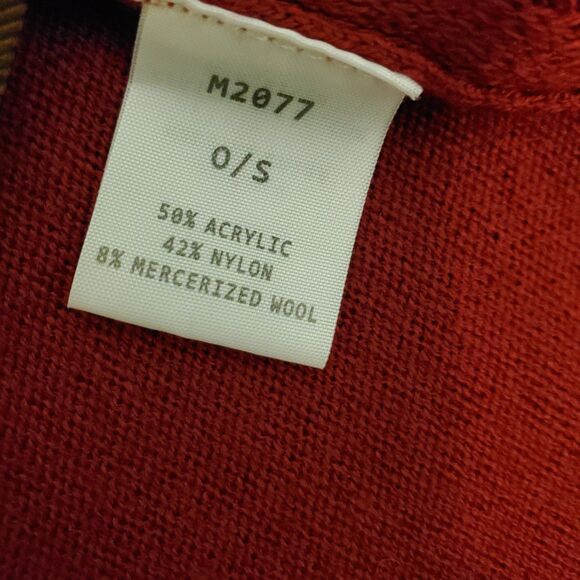 M2077
O/S
50% ACRYLIC
42% NYLON
8% MERCERIZED WOOL